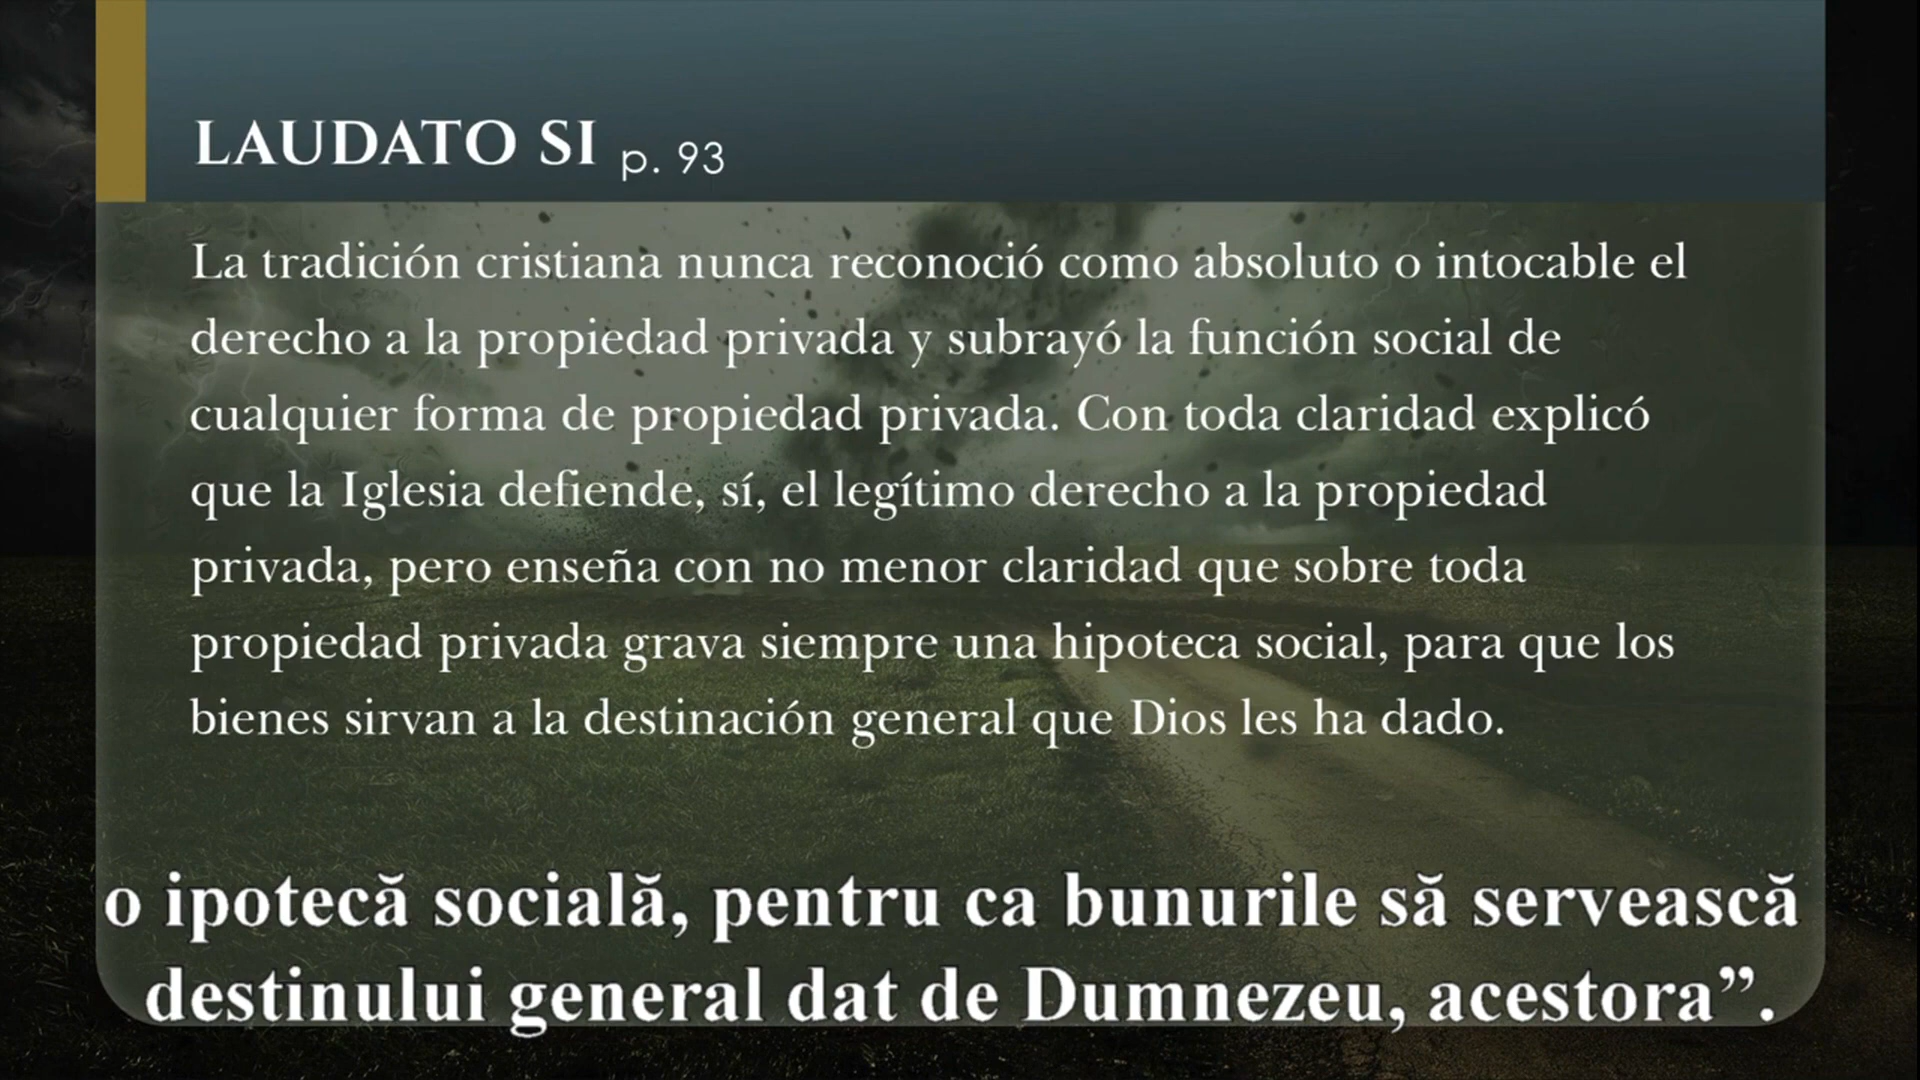 LAUDATO SI p. 93
La tradición cristiana nunca reconoció como absoluto o intocable el
derecho a la propiedad privada y subrayó la función social de
cualquier forma de propiedad privada. Con toda claridad explicó
que la Iglesia defiende, sí, el legítimo derecho a la propiedad
privada, pero enseña con no menor claridad que sobre toda
propiedad privada grava siempre una hipoteca social, para que los
bienes sirvan a la destinación general que Dios les ha dado.
o ipotecă socială, pentru ca bunurile să servească
destinului general dat de Dumnezeu, acestora”.